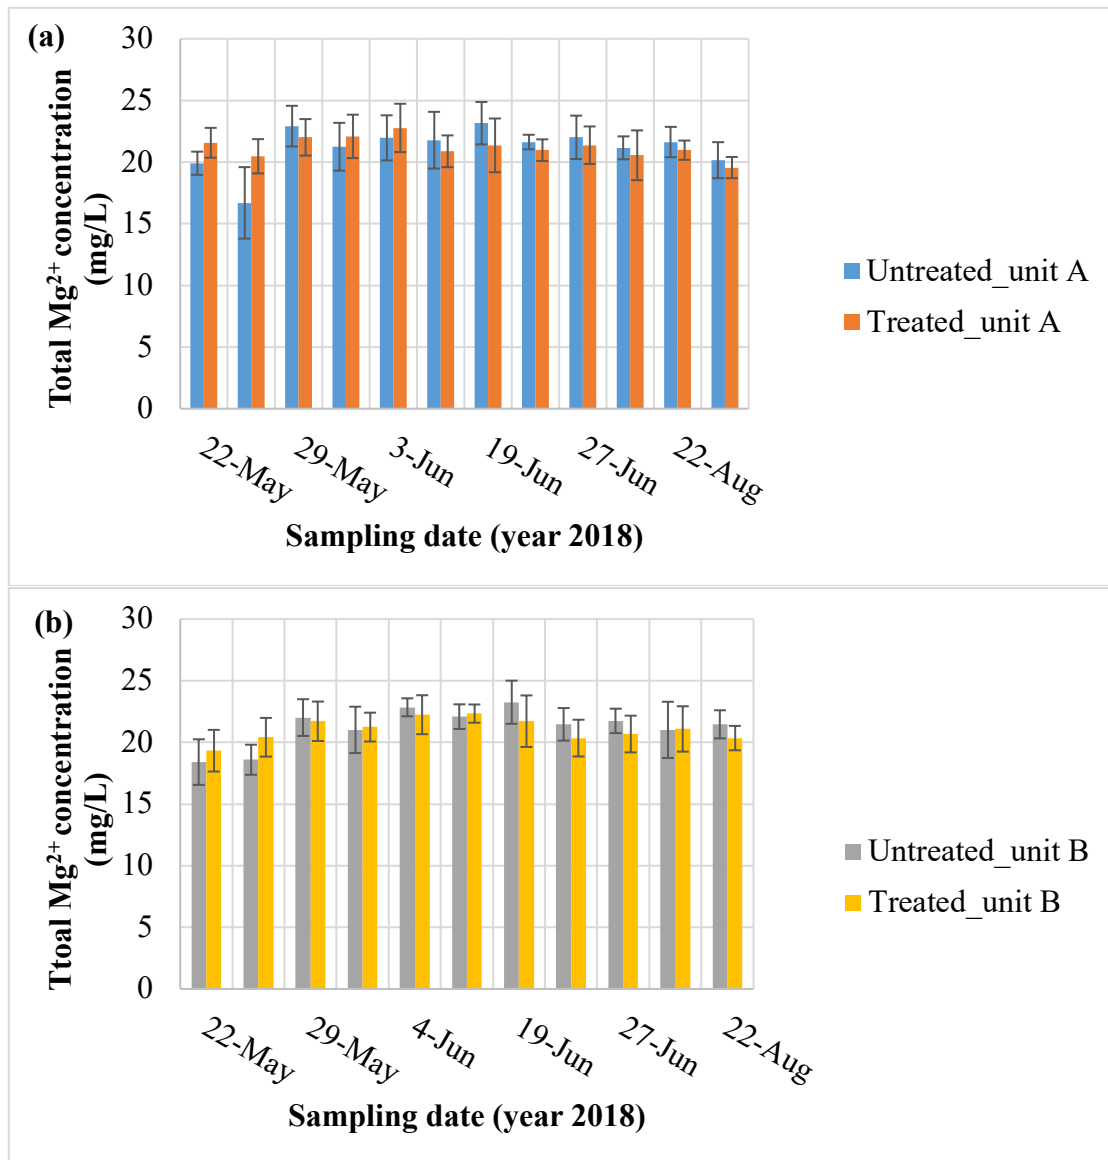 (a)
Total Mg²⁺ concentration
(mg/L)
30
25
20
15
10
5
0
22-May
29-May
3-Jun
19-Jun
27-Jun
22-Aug
Sampling date (year 2018)
Untreated_unit A
Treated_unit A
(b)
Ttoal Mg²⁺ concentration
(mg/L)
30
25
20
15
10
5
0
22-May
29-May
4-Jun
19-Jun
27-Jun
22-Aug
Sampling date (year 2018)
Untreated_unit B
Treated_unit B